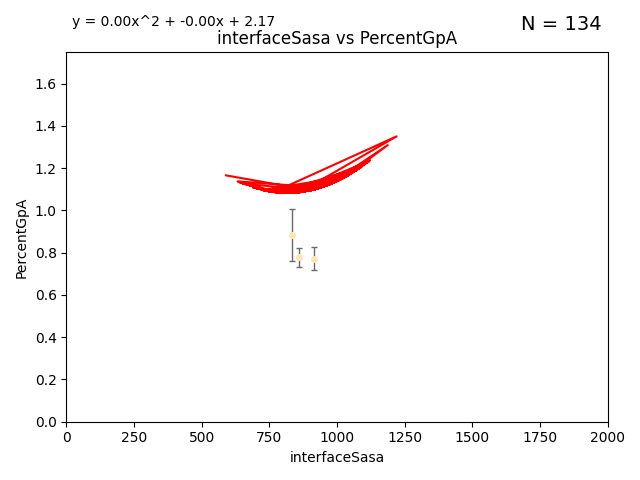 y = 0.00x^2 + -0.00x + 2.17
N = 134
interfaceSasa vs PercentGpA
PercentGpA
1.6
1.4
1.2
1.0
0.8
0.6
0.4
0.2
0.0
0 250 500 750 1000 1250 1500 1750 2000
interfaceSasa